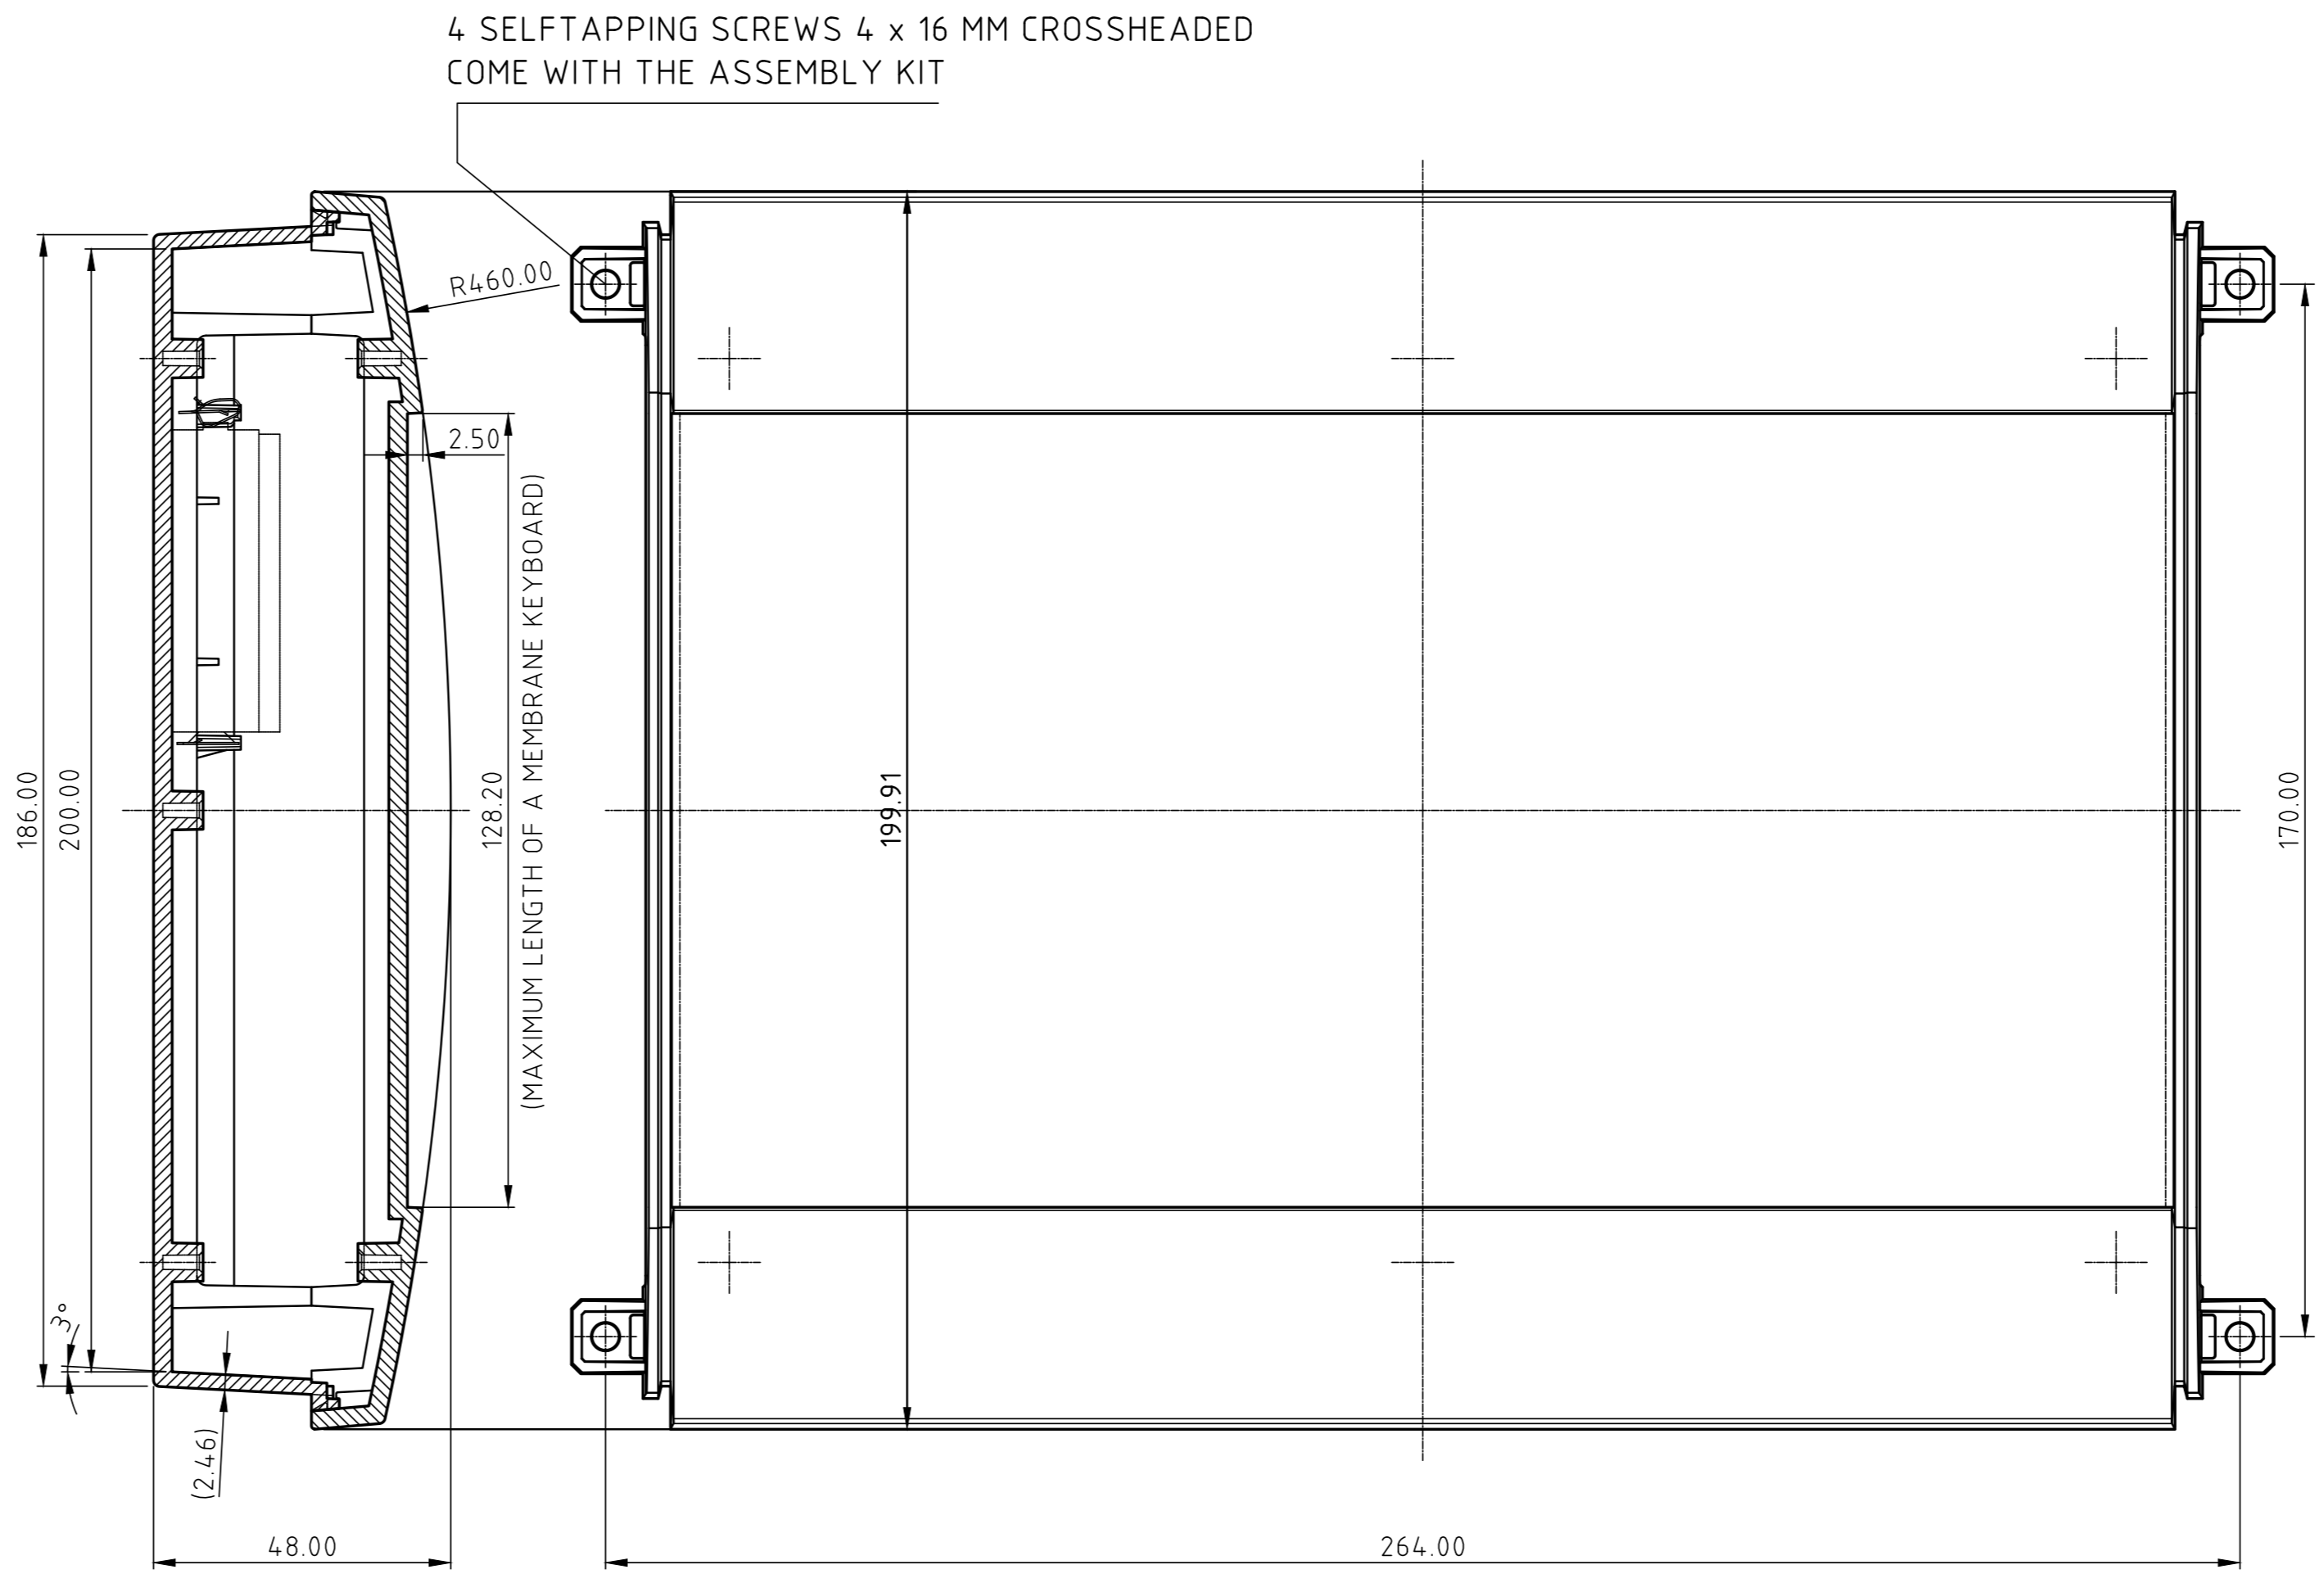 4 SELFTAPPING SCREWS 4 x 16 MM CROSSHEADED
COME WITH THE ASSEMBLY KIT
R460.00
2.50
186.00
200.00
128.20
(MAXIMUM LENGTH OF A MEMBRANE KEYBOARD)
199.91
170.00
3°
(2.46)
48.00
264.00